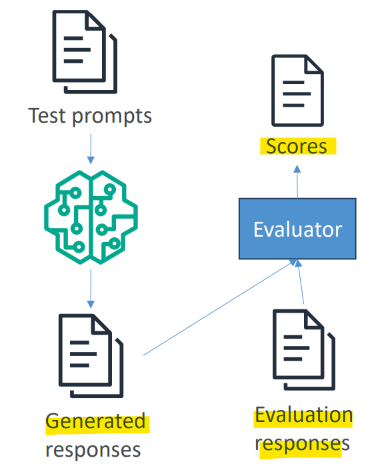 Test prompts
Scores
Evaluator
Generated
responses
Evaluation
responses